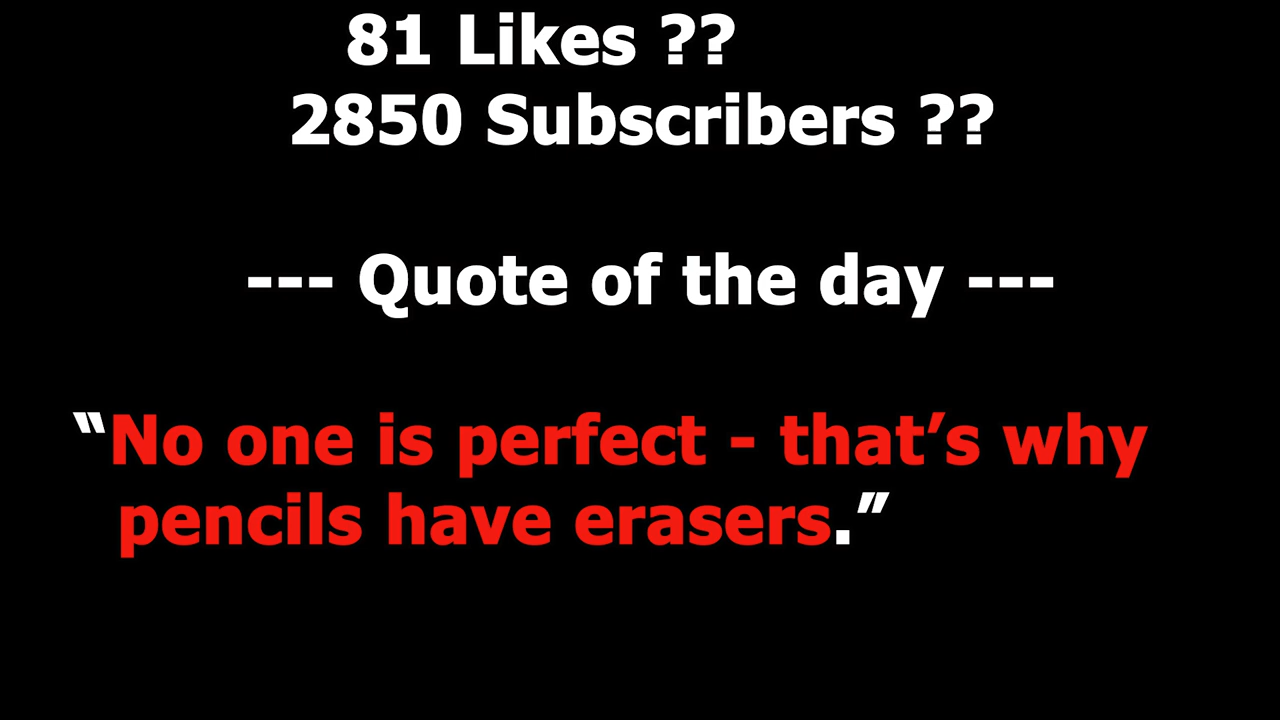 81 Likes ??
2850 Subscribers ??
--- Quote of the day ---
“No one is perfect - that’s why
pencils have erasers.”